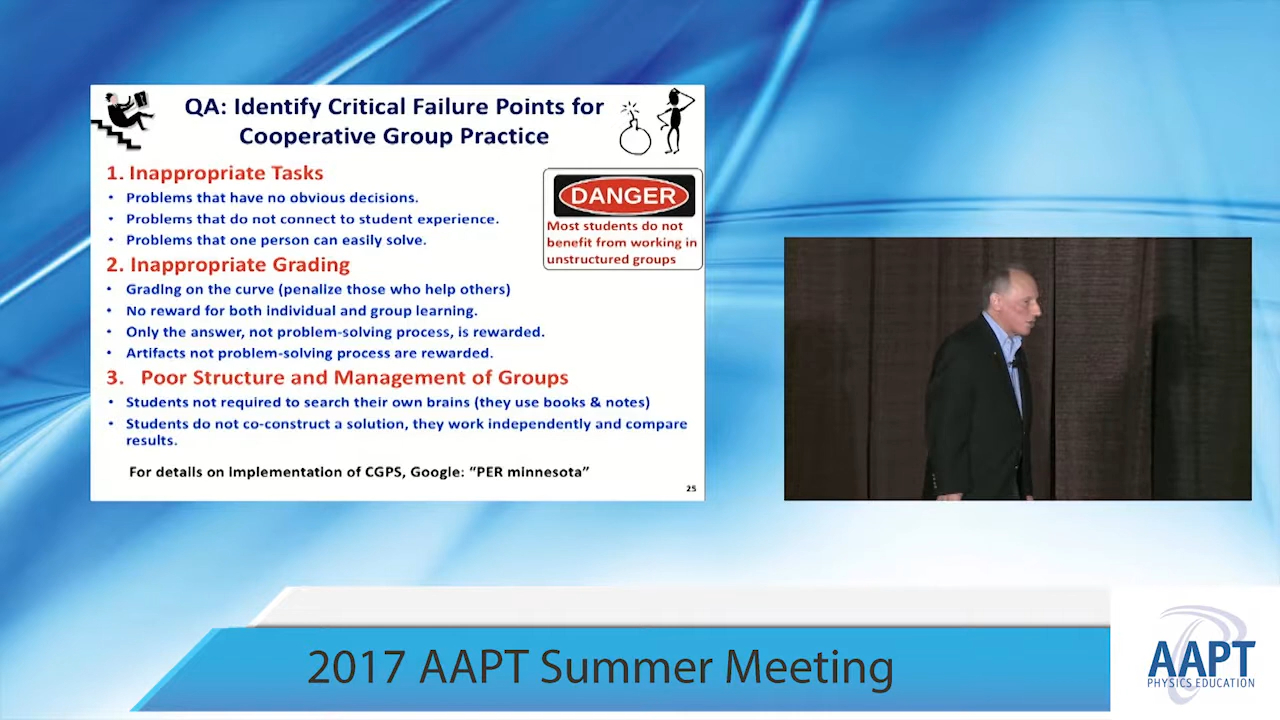 QA: Identify Critical Failure Points for
Cooperative Group Practice
1. Inappropriate Tasks
• Problems that have no obvious decisions.
• Problems that do not connect to student experience.
• Problems that one person can easily solve.
DANGER
Most students do not
benefit from working in
unstructured groups
2. Inappropriate Grading
• Grading on the curve (penalize those who help others)
• No reward for both individual and group learning.
• Only the answer, not problem-solving process, is rewarded.
• Artifacts not problem-solving process are rewarded.
3. Poor Structure and Management of Groups
• Students not required to search their own brains (they use books & notes)
• Students do not co-construct a solution, they work independently and compare
results.
For details on implementation of CGPS, Google: “PER minnesota”
25
2017 AAPT Summer Meeting
AAPT
PHYSICS EDUCATION